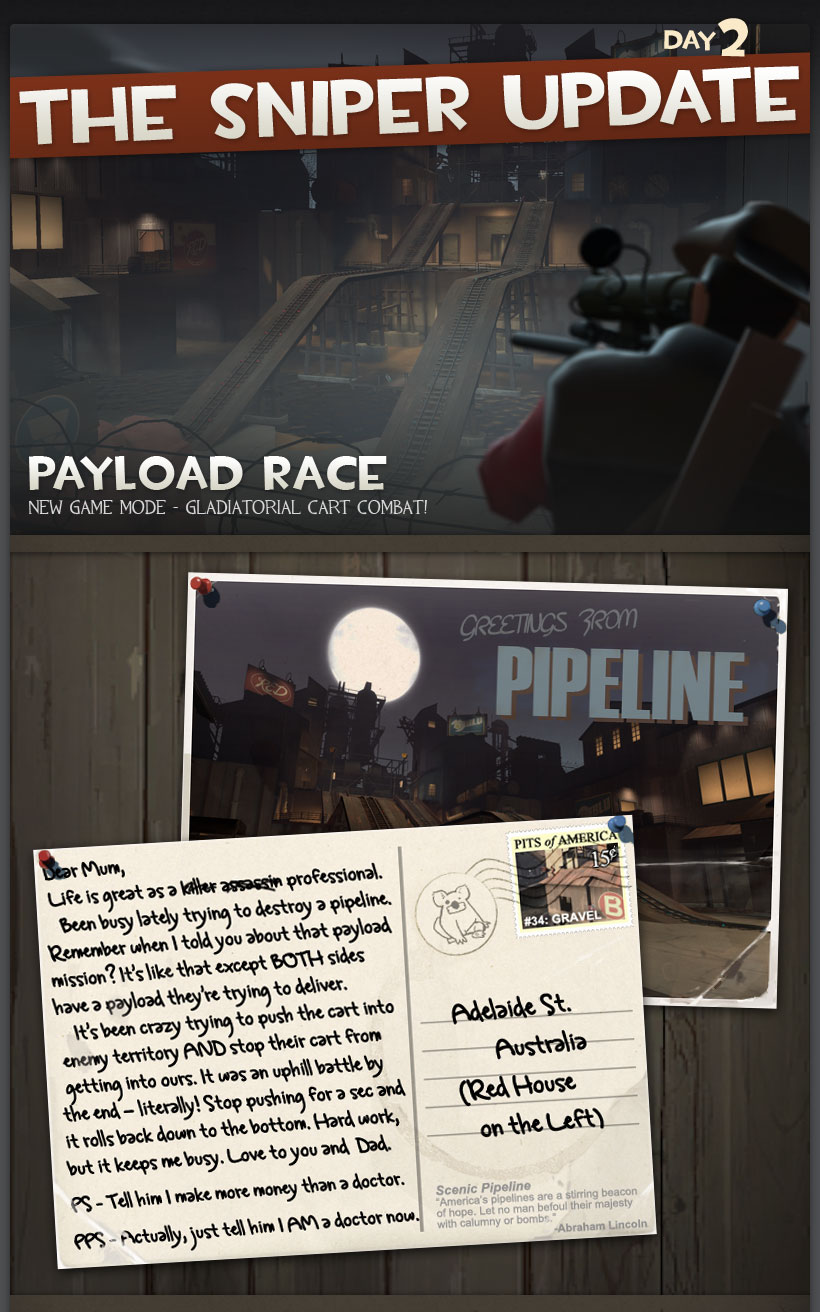 DAY 2
THE SNIPER UPDATE
PAYLOAD RACE
NEW GAME MODE - GLADIATORIAL CART COMBAT!
GREETINGS FROM
PIPELINE
RED
Dear Mum,
Life is great as a killer assassin professional.
Been busy lately trying to destroy a pipeline.
Remember when I told you about that payload
mission? It's like that except BOTH sides
have a payload they're trying to deliver.
It's been crazy trying to push the cart into
enemy territory AND stop their cart from
getting into ours. It was an uphill battle by
the end – literally! Stop pushing for a sec and
it rolls back down to the bottom. Hard work,
but it keeps me busy. Love to you and Dad.
PS - Tell him I make more money than a doctor.
PPS - Actually, just tell him I AM a doctor now.
PITS of AMERICA
15¢
#34: GRAVEL B
Adelaide St.
Australia
(Red House
on the Left)
Scenic Pipeline
"America's pipelines are a stirring beacon
of hope. Let no man befoul their majesty
with calumny or bombs."
-Abraham Lincoln